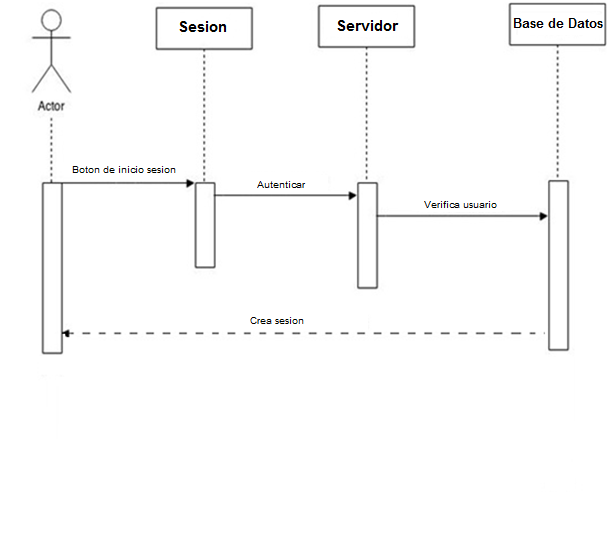 Sesion
Servidor
Base de Datos
Actor
Boton de inicio sesion
Autenticar
Verifica usuario
Crea sesion